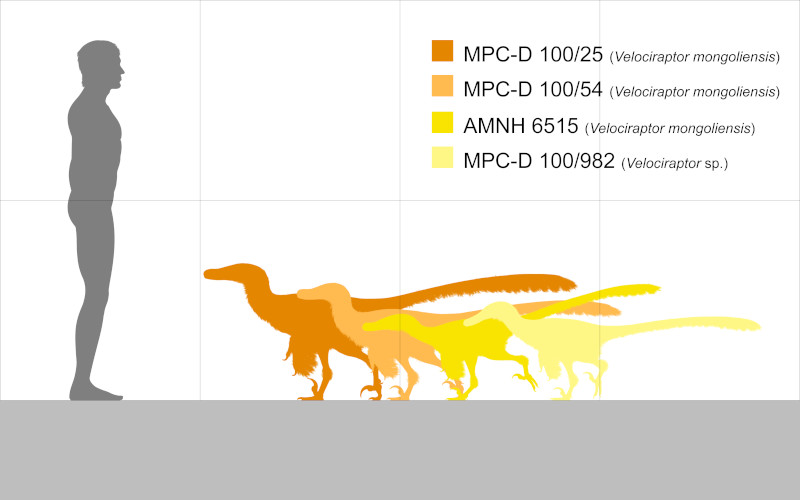 MPC-D 100/25 (Velociraptor mongoliensis)
MPC-D 100/54 (Velociraptor mongoliensis)
AMNH 6515 (Velociraptor mongoliensis)
MPC-D 100/982 (Velociraptor sp.)